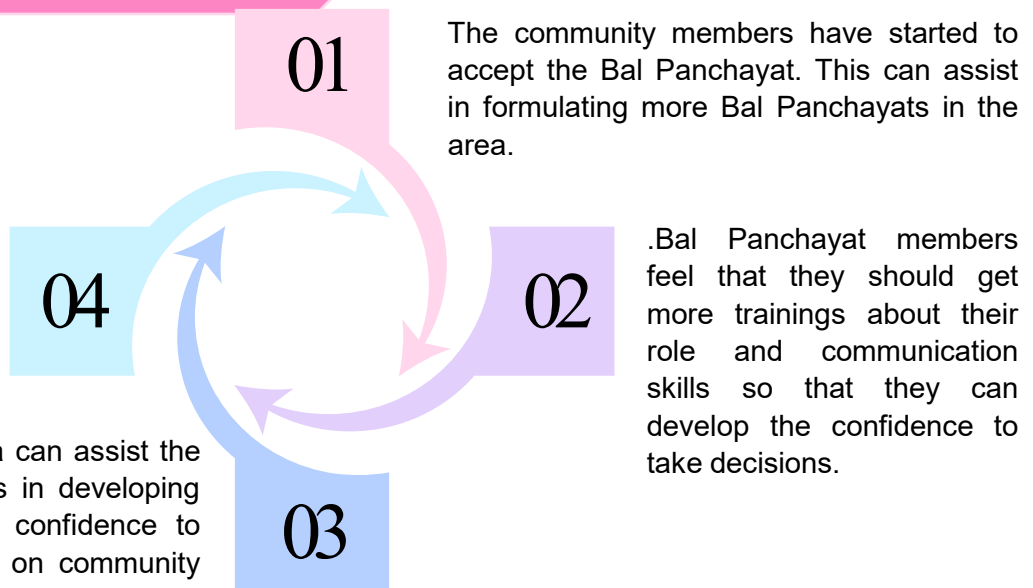 01
The community members have started to
accept the Bal Panchayat. This can assist
in formulating more Bal Panchayats in the
area.
02
.Bal Panchayat members
feel that they should get
more trainings about their
role and communication
skills so that they can
develop the confidence to
take decisions.
04
can assist the
in developing
confidence to
on community
03